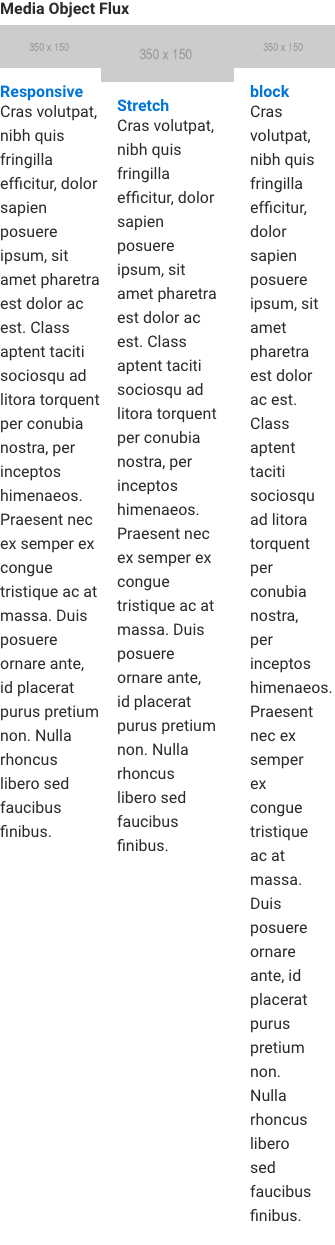 Media Object Flux
350 x 150
Responsive
Cras volutpat,
nibh quis
fringilla
efficitur, dolor
sapien
posuere
ipsum, sit
amet pharetra
est dolor ac
est. Class
aptent taciti
sociosqu ad
litora torquent
per conubia
nostra, per
inceptos
himenaeos.
Praesent nec
ex semper ex
congue
tristique ac at
massa. Duis
posuere
ornare ante,
id placerat
purus pretium
non. Nulla
rhoncus
libero sed
faucibus
finibus.
350 x 150
Stretch
Cras volutpat,
nibh quis
fringilla
efficitur, dolor
sapien
posuere
ipsum, sit
amet pharetra
est dolor ac
est. Class
aptent taciti
sociosqu ad
litora torquent
per conubia
nostra, per
inceptos
himenaeos.
Praesent nec
ex semper ex
congue
tristique ac at
massa. Duis
posuere
ornare ante,
id placerat
purus pretium
non. Nulla
rhoncus
libero sed
faucibus
finibus.
350 x 150
block
Cras
volutpat,
nibh quis
fringilla
efficitur,
dolor
sapien
posuere
ipsum, sit
amet
pharetra
est dolor
ac est.
Class
aptent
taciti
sociosqu
ad litora
torquent
per
conubia
nostra,
per
inceptos
himenaeos.
Praesent
nec ex
semper
ex
congue
tristique
ac at
massa.
Duis
posuere
ornare
ante, id
placerat
purus
pretium
non.
Nulla
rhoncus
libero
sed
faucibus
finibus.